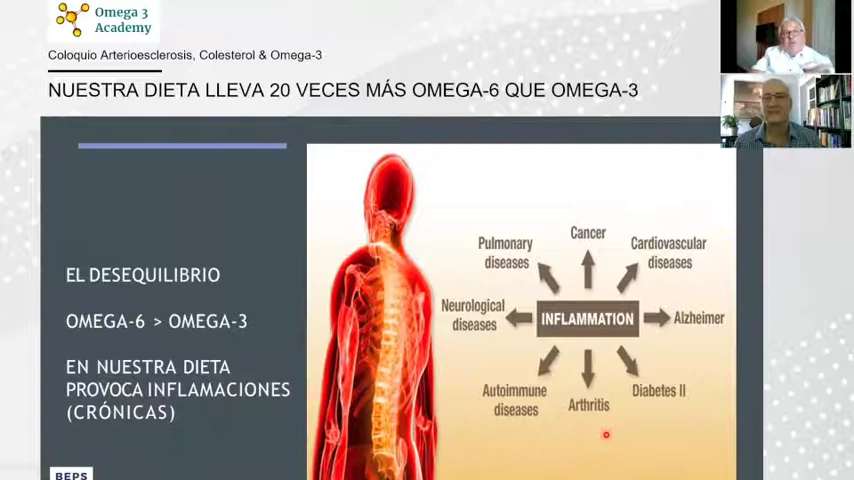 Omega 3
Academy
Coloquio Arterioesclerosis, Colesterol & Omega-3
NUESTRA DIETA LLEVA 20 VECES MÁS OMEGA-6 QUE OMEGA-3
EL DESEQUILIBRIO
OMEGA-6 > OMEGA-3
EN NUESTRA DIETA
PROVOCA INFLAMACIONES
(CRÓNICAS)
Cancer
Pulmonary
diseases
Cardiovascular
diseases
Neurological
diseases
INFLAMMATION
Alzheimer
Autoimmune
diseases
Arthritis
Diabetes II
BEPS